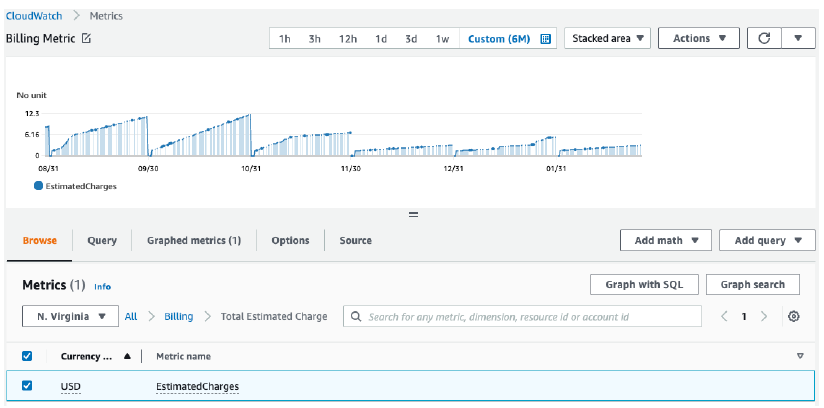 CloudWatch > Metrics
Billing Metric
1h 3h 12h 1d 3d 1w Custom (6M) Stacked area Actions
No unit
12.3
6.16
0
08/31 09/30 10/31 11/30 12/31 01/31
EstimatedCharges
Browse Query Graphed metrics (1) Options Source Add math Add query
Metrics (1) Info Graph with SQL Graph search
N. Virginia All > Billing > Total Estimated Charge Search for any metric, dimension, resource id or account id < 1 >
Currency ... Metric name
USD EstimatedCharges